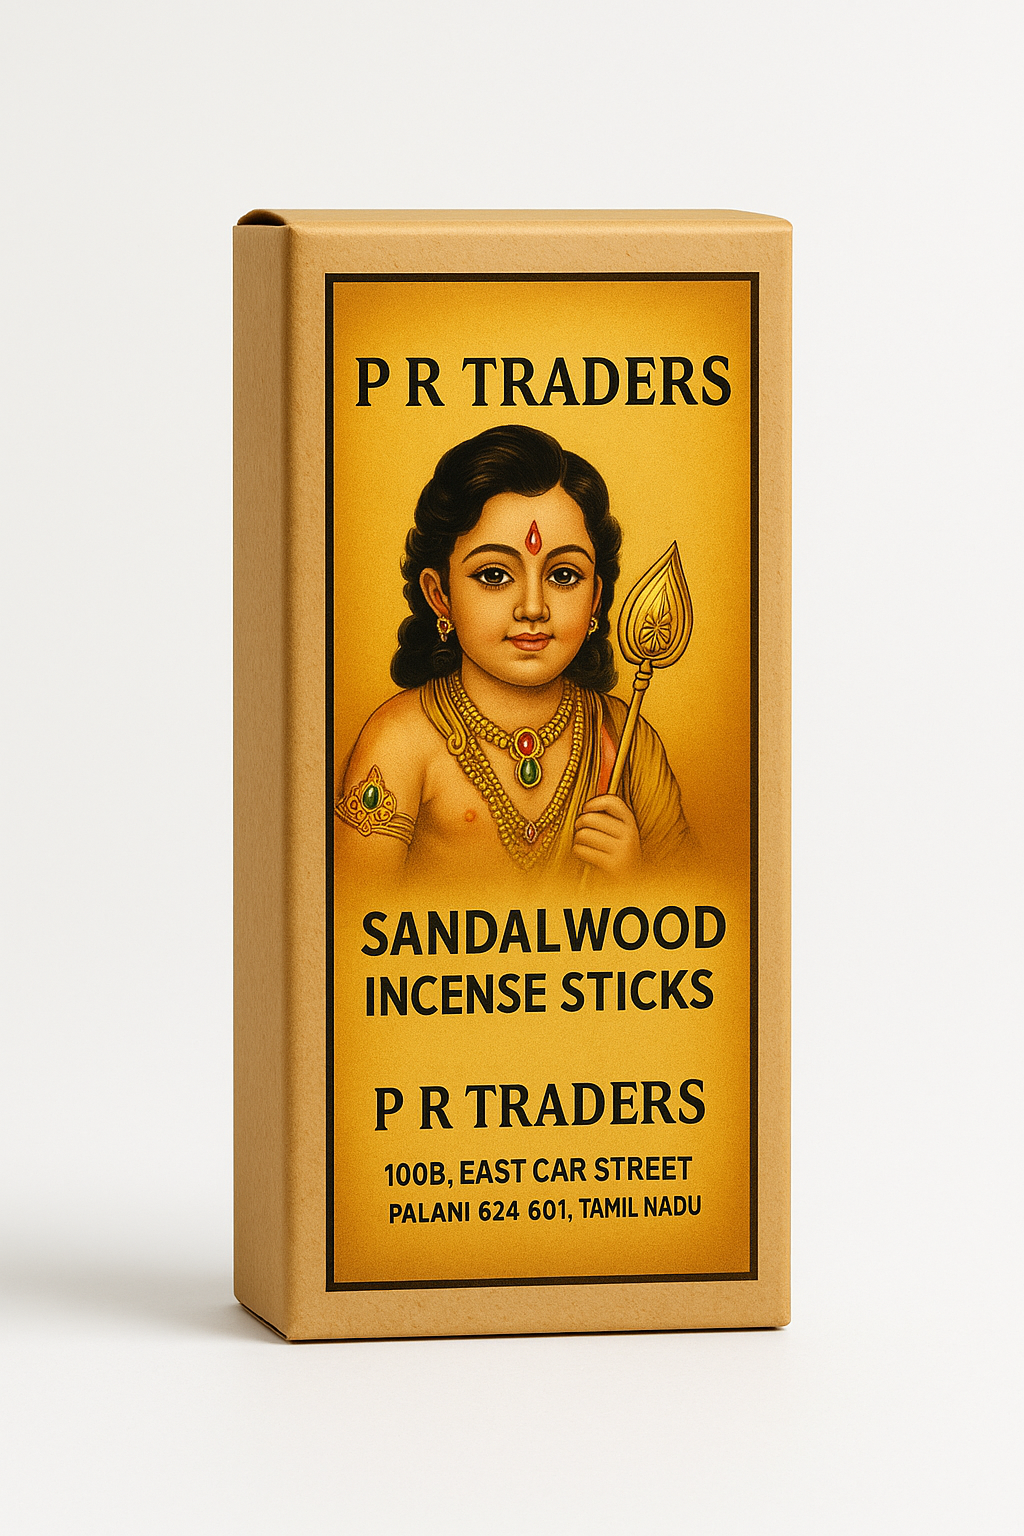 P R TRADERS
SANDALWOOD
INCENSE STICKS
P R TRADERS
100B, EAST CAR STREET
PALANI 624 601, TAMIL NADU